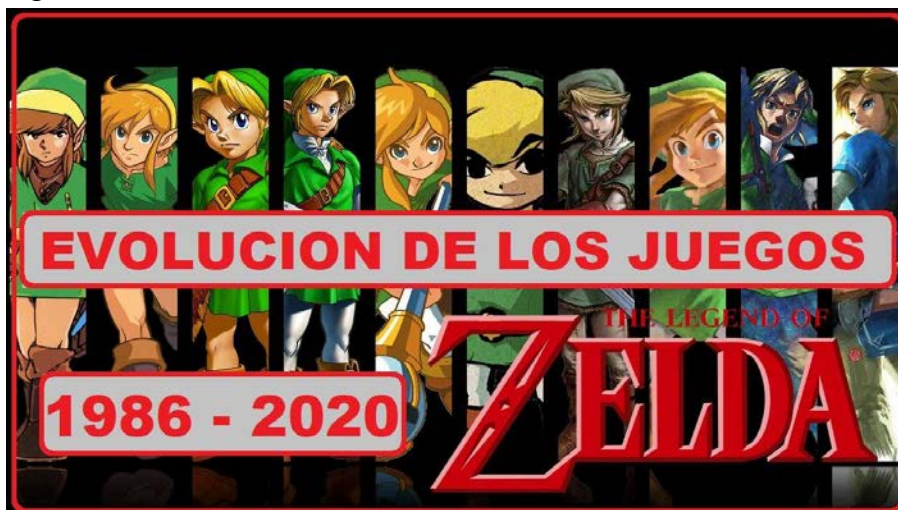 EVOLUCION DE LOS JUEGOS
THE LEGEND OF
ZELDA
1986 - 2020